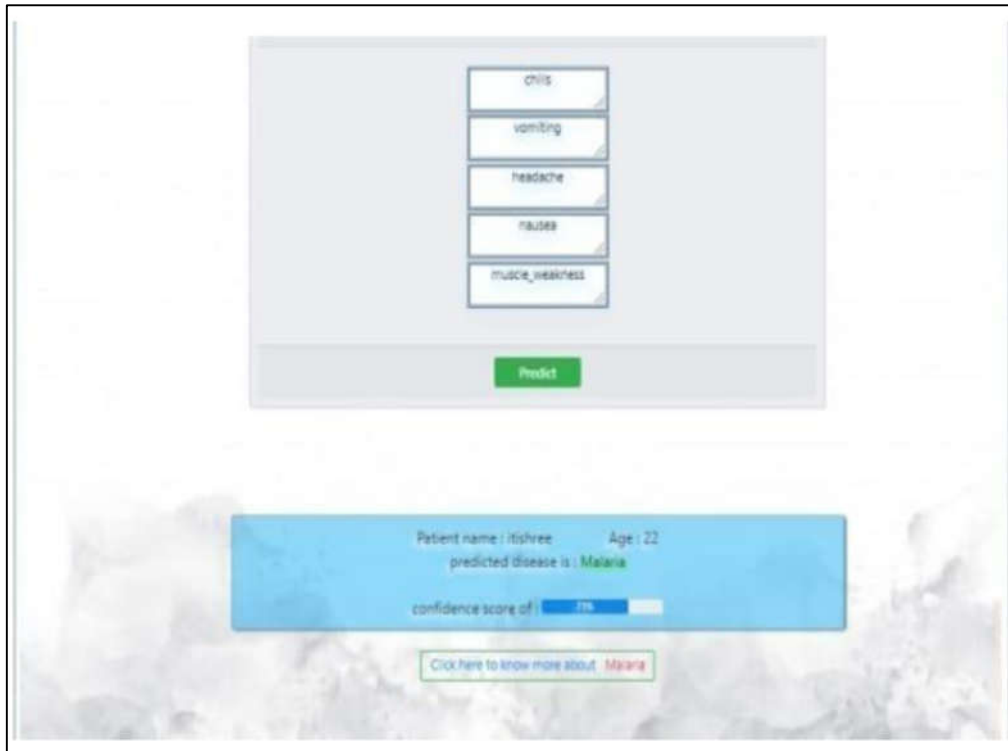 chills
vomiting
headache
nausea
muscle_weakness
Predict
Patient name : itishree Age : 22
predicted disease is : Malaria
confidence score of :
Click here to know more about Malaria